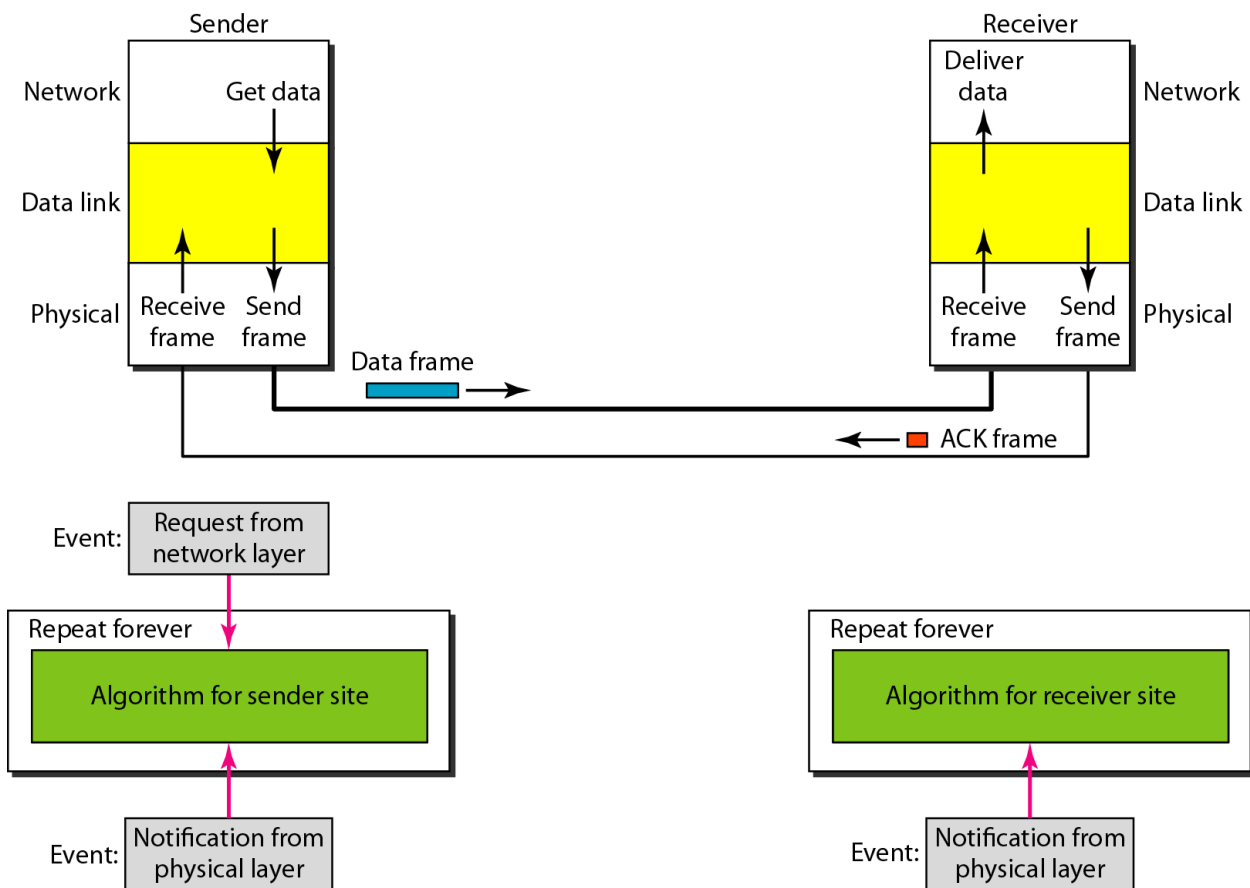 Sender
Receiver
Network
Get data
Deliver
data
Network
Data link
Data link
Physical
Receive
frame
Send
frame
Receive
frame
Send
frame
Physical
Data frame
ACK frame
Event:
Request from
network layer
Repeat forever
Algorithm for sender site
Repeat forever
Algorithm for receiver site
Event:
Notification from
physical layer
Event:
Notification from
physical layer